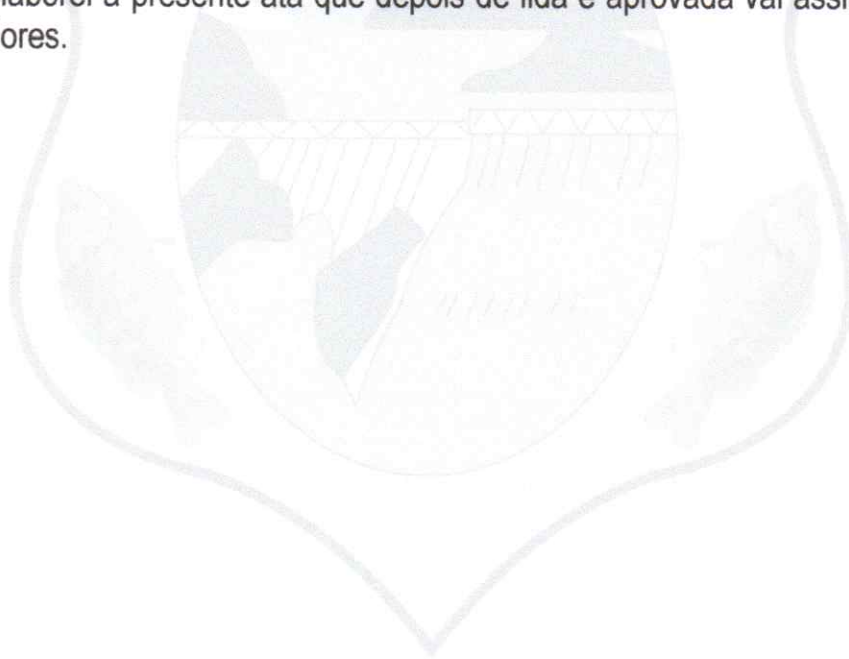 laborei a presente ata que depois de lida e aprovada vai assi
ores.